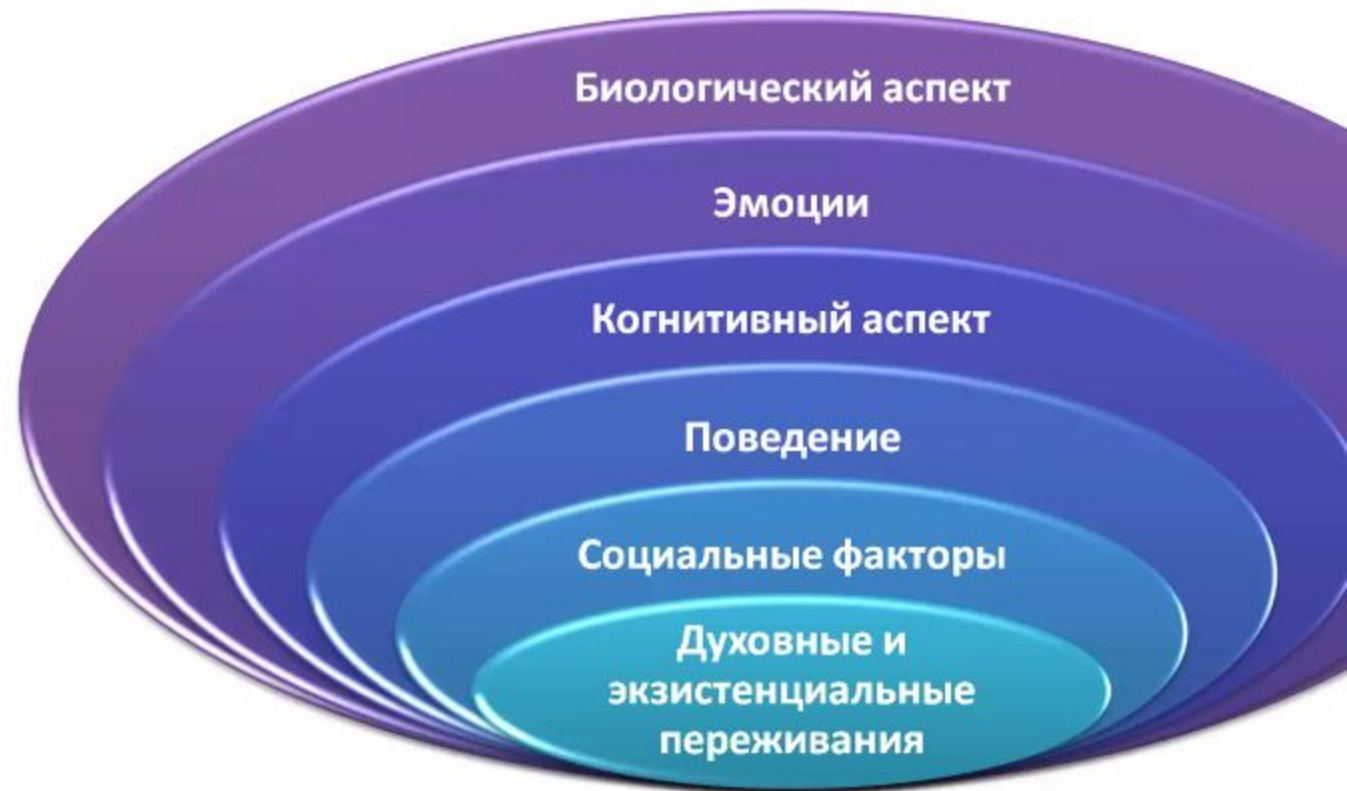 Биологический аспект
Эмоции
Когнитивный аспект
Поведение
Социальные факторы
Духовные и
экзистенциальные
переживания